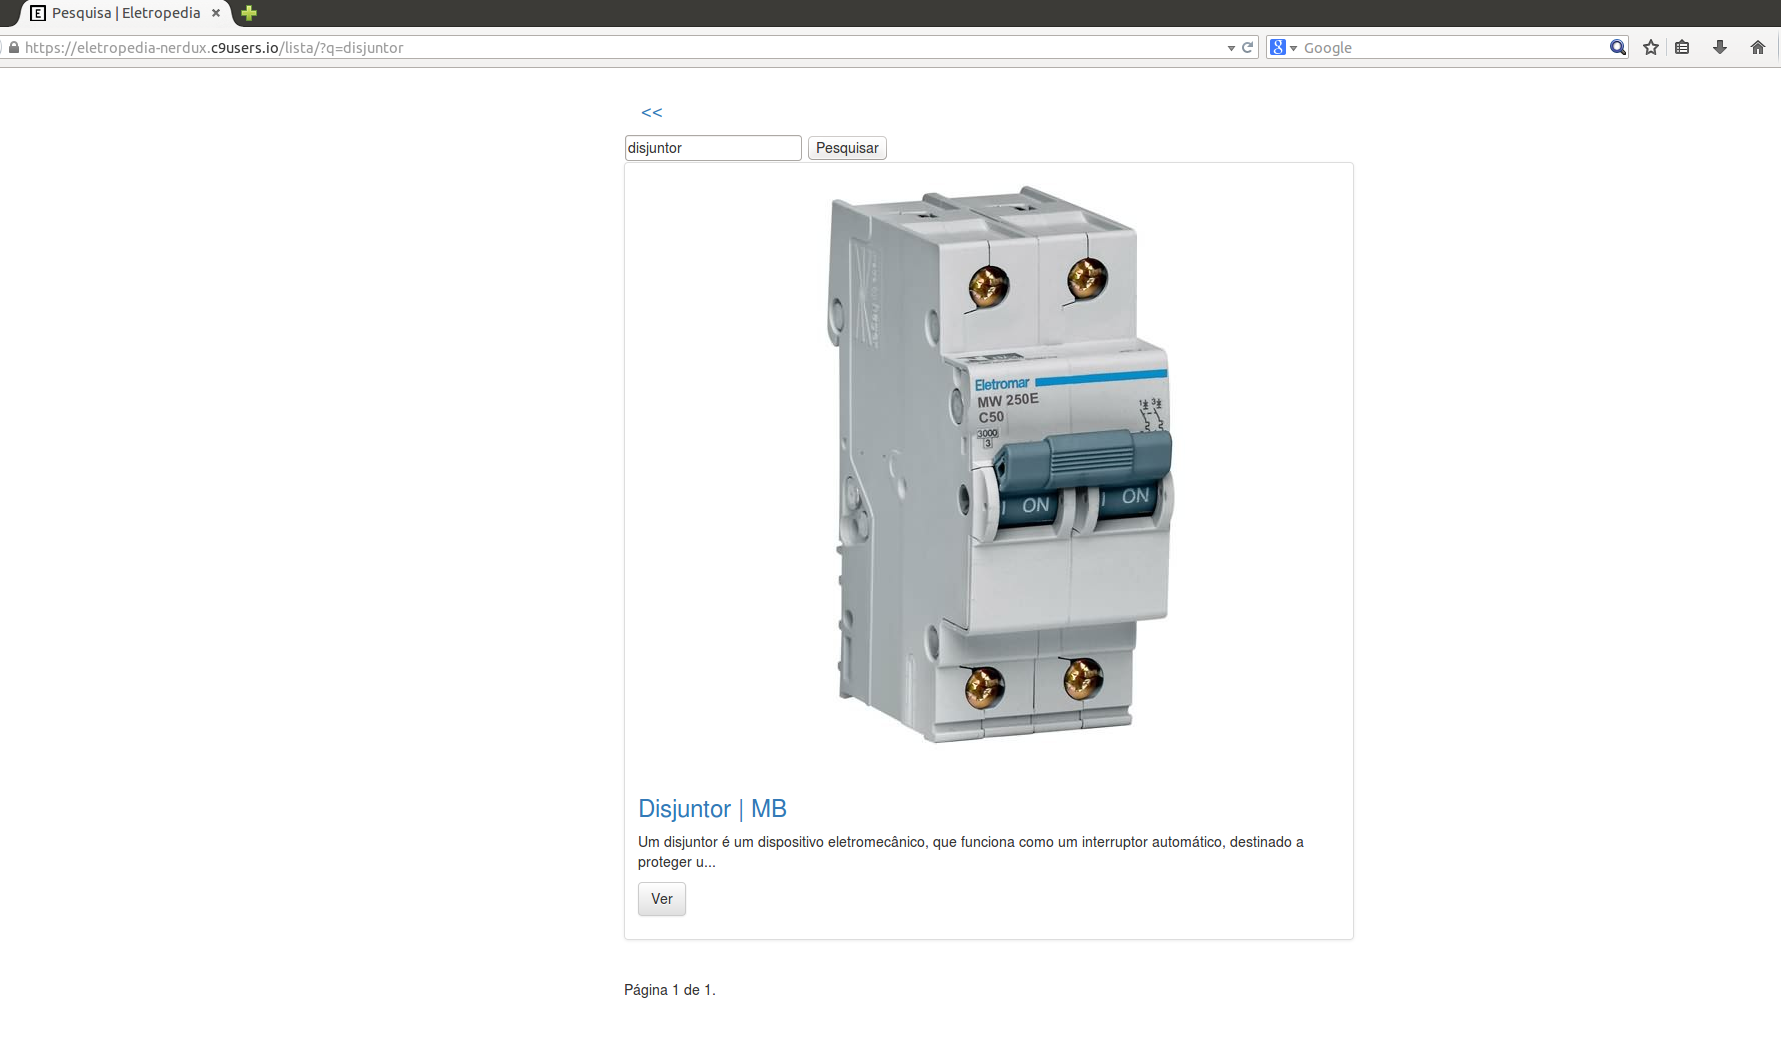 Pesquisa | Eletropedia
https://eletropedia-nerdux.c9users.io/lista/?q=disjuntor
Google
<<
disjuntor
Pesquisar
Eletromar
MW 250E
C50
3000
3
1 3
I ON
I ON
Disjuntor | MB
Um disjuntor é um dispositivo eletromecânico, que funciona como um interruptor automático, destinado a
proteger u...
Ver
Página 1 de 1.